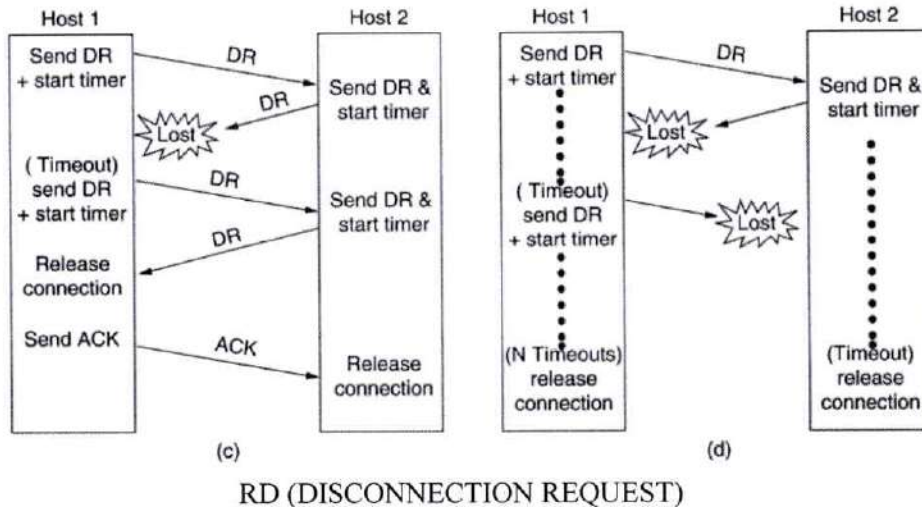 Host 1
Host 2
Send DR
+ start timer
DR
Send DR &
start timer
DR
Lost
( Timeout)
send DR
+ start timer
DR
Send DR &
start timer
DR
Release
connection
Send ACK
ACK
Release
connection
(c)
Host 1
Host 2
Send DR
+ start timer
DR
Send DR &
start timer
Lost
( Timeout)
send DR
+ start timer
Lost
(N Timeouts)
release
connection
(Timeout)
release
connection
(d)
RD (DISCONNECTION REQUEST)